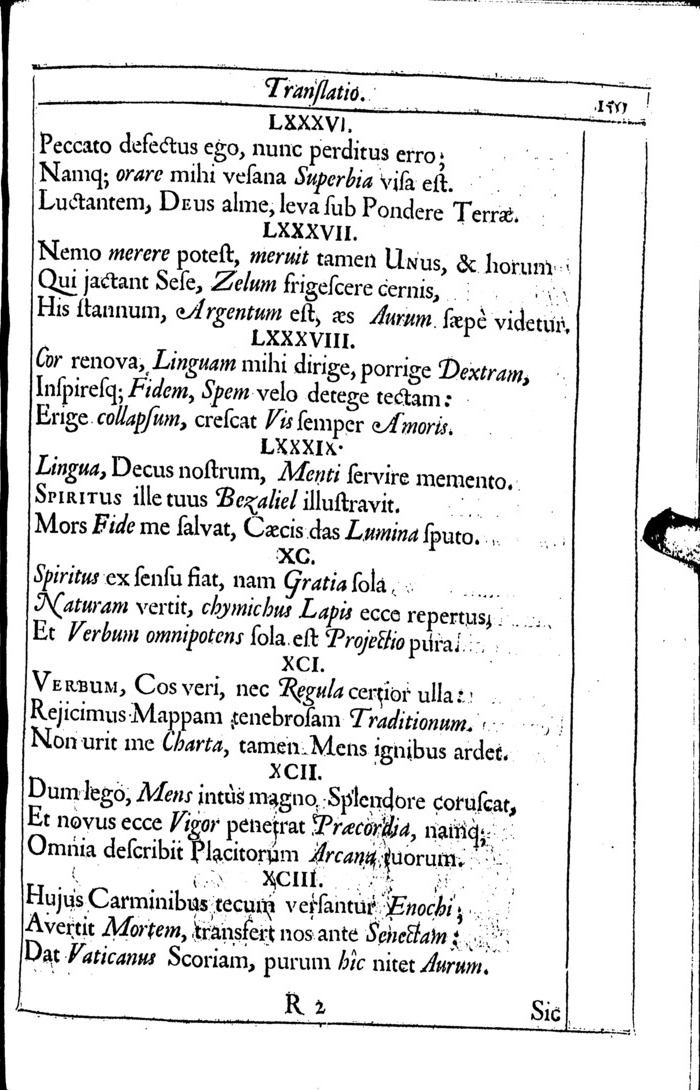 Tranſlatio.
LXXXVI.
Peccato defectus ego, nunc perditus erro;
Namq; orare mihi veſana Superbia viſa eſt.
Luctantem, DEUS alme, leva ſub Pondere Terræ.
LXXXVII.
Nemo merere poteſt, meruit tamen UNUS, & horum
Qui jactant Seſe, Zelum frigeſcere cernis,
His ſtannum, Argentum eſt, æs Aurum ſæpè videtur.
LXXXVIII.
Cor renova, Linguam mihi dirige, porrige Dextram,
Inſpireſq; Fidem, Spem velo detege tectam:
Erige collapſum, creſcat Vis ſemper Amoris.
LXXXIX.
Lingua, Decus noſtrum, Menti ſervire memento.
SPIRITUS ille tuus Bezaliel illuſtravit.
Mors Fide me ſalvat, Cæcis das Lumina ſputo.
XC.
Spiritus ex ſenſu fiat, nam Gratia ſola
Naturam vertit, chymichus Lapis ecce repertus;
Et Verbum omnipotens ſola eſt Projectio pura.
XCI.
VERBUM, Cos veri, nec Regula certior ulla:
Rejicimus Mappam tenebroſam Traditionum.
Non urit me Charta, tamen Mens ignibus ardet.
XCII.
Dum lego, Mens intùs magno Splendore coruſcat,
Et novus ecce Vigor penetrat Præcordia, namq;
Omnia deſcribit Placitorum Arcana tuorum.
XCIII.
Hujus Carminibus tecum verſantur Enochi;
Avertit Mortem, transfert nos ante Senectam:
Dat Vaticanus Scoriam, purum hîc nitet Aurum.
R 2
Sic